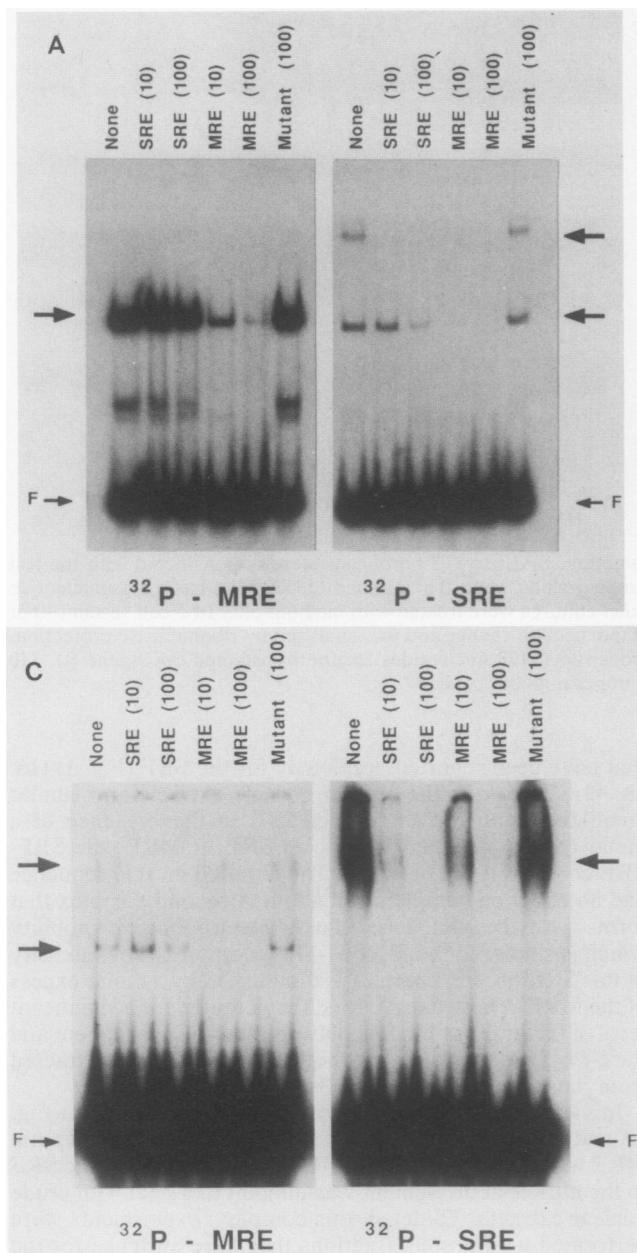 A
None
SRE (10)
SRE (100)
MRE (10)
MRE (100)
Mutant (100)
None
SRE (10)
SRE (100)
MRE (10)
MRE (100)
Mutant (100)
F
F
32P - MRE
32P - SRE
C
None
SRE (10)
SRE (100)
MRE (10)
MRE (100)
Mutant (100)
None
SRE (10)
SRE (100)
MRE (10)
MRE (100)
Mutant (100)
F
F
32P - MRE
32P - SRE